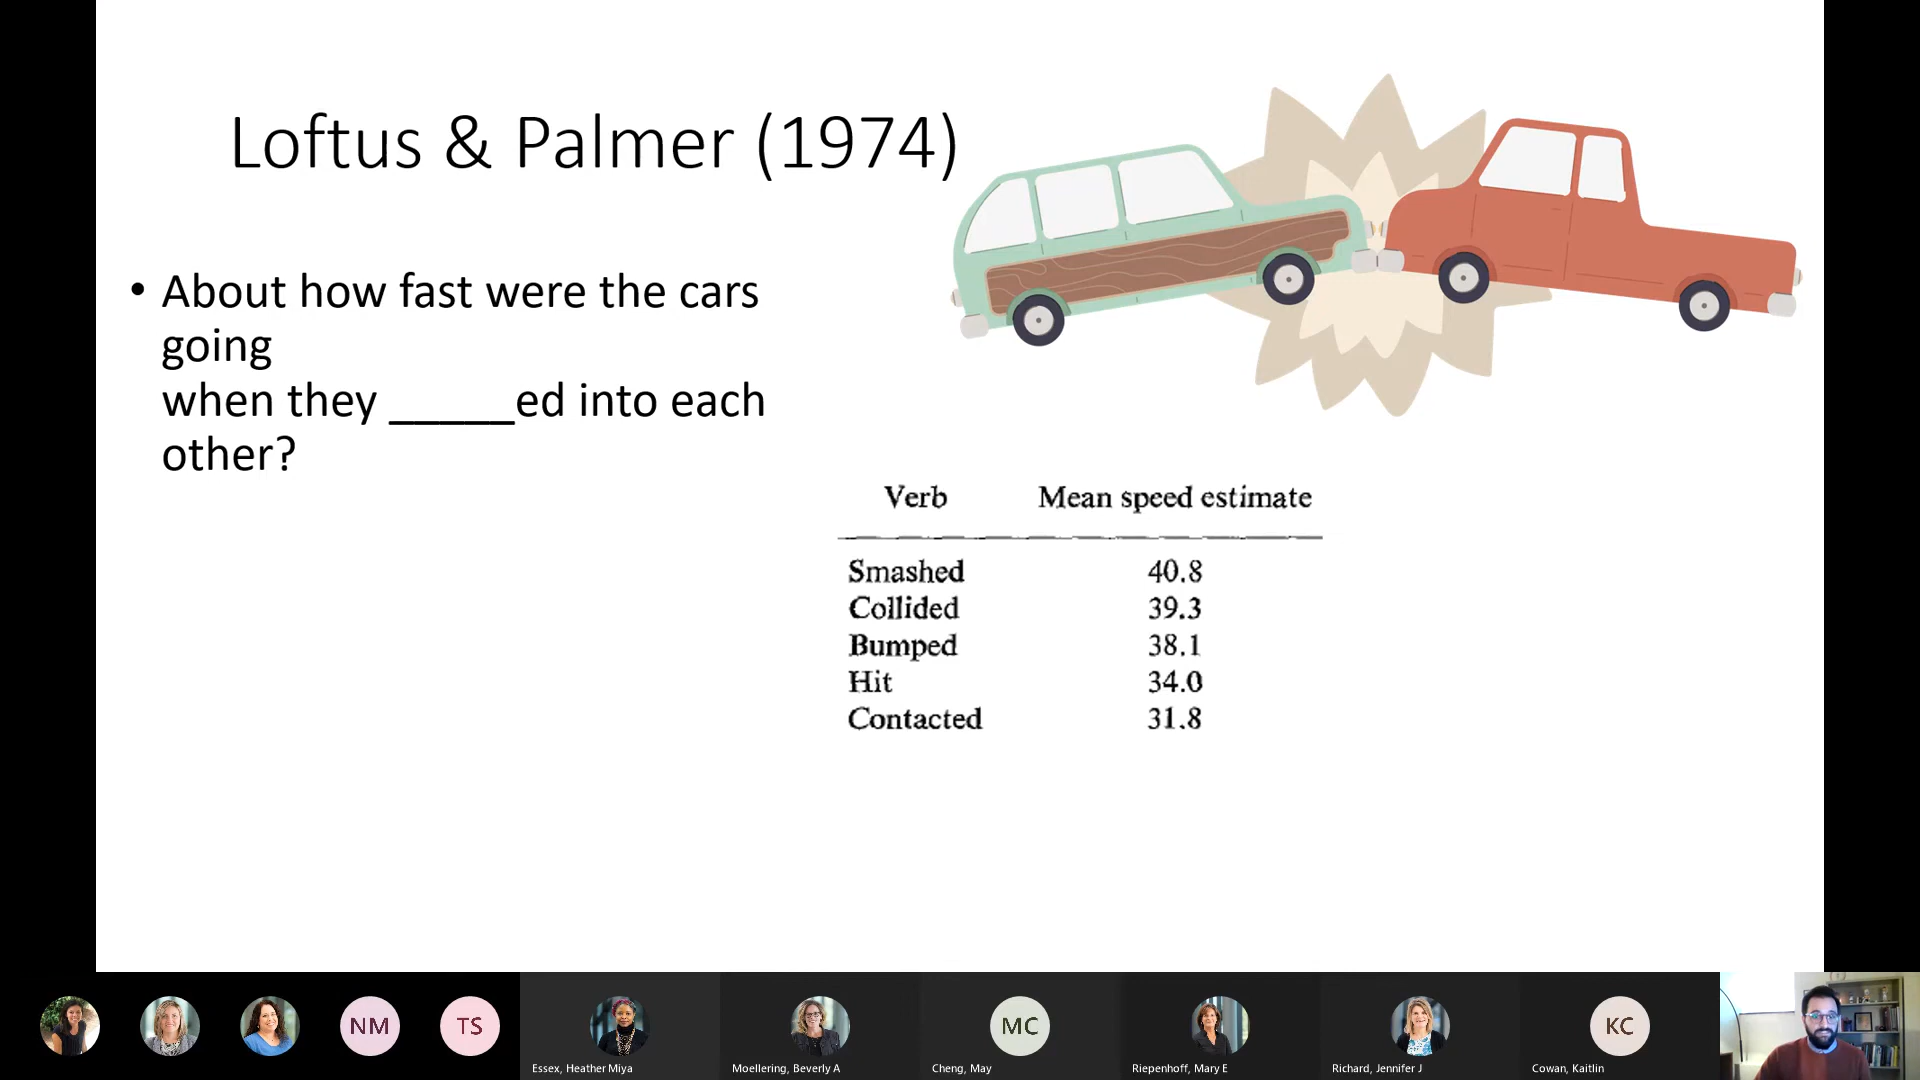 Loftus & Palmer (1974)
• About how fast were the cars
going
when they _____ed into each
other?
Verb Mean speed estimate
Smashed 40.8
Collided 39.3
Bumped 38.1
Hit 34.0
Contacted 31.8
NM TS MC KC
Essex, Heather Miya Moellering, Beverly A Cheng, May Riepenhoff, Mary E Richard, Jennifer J Cowan, Kaitlin